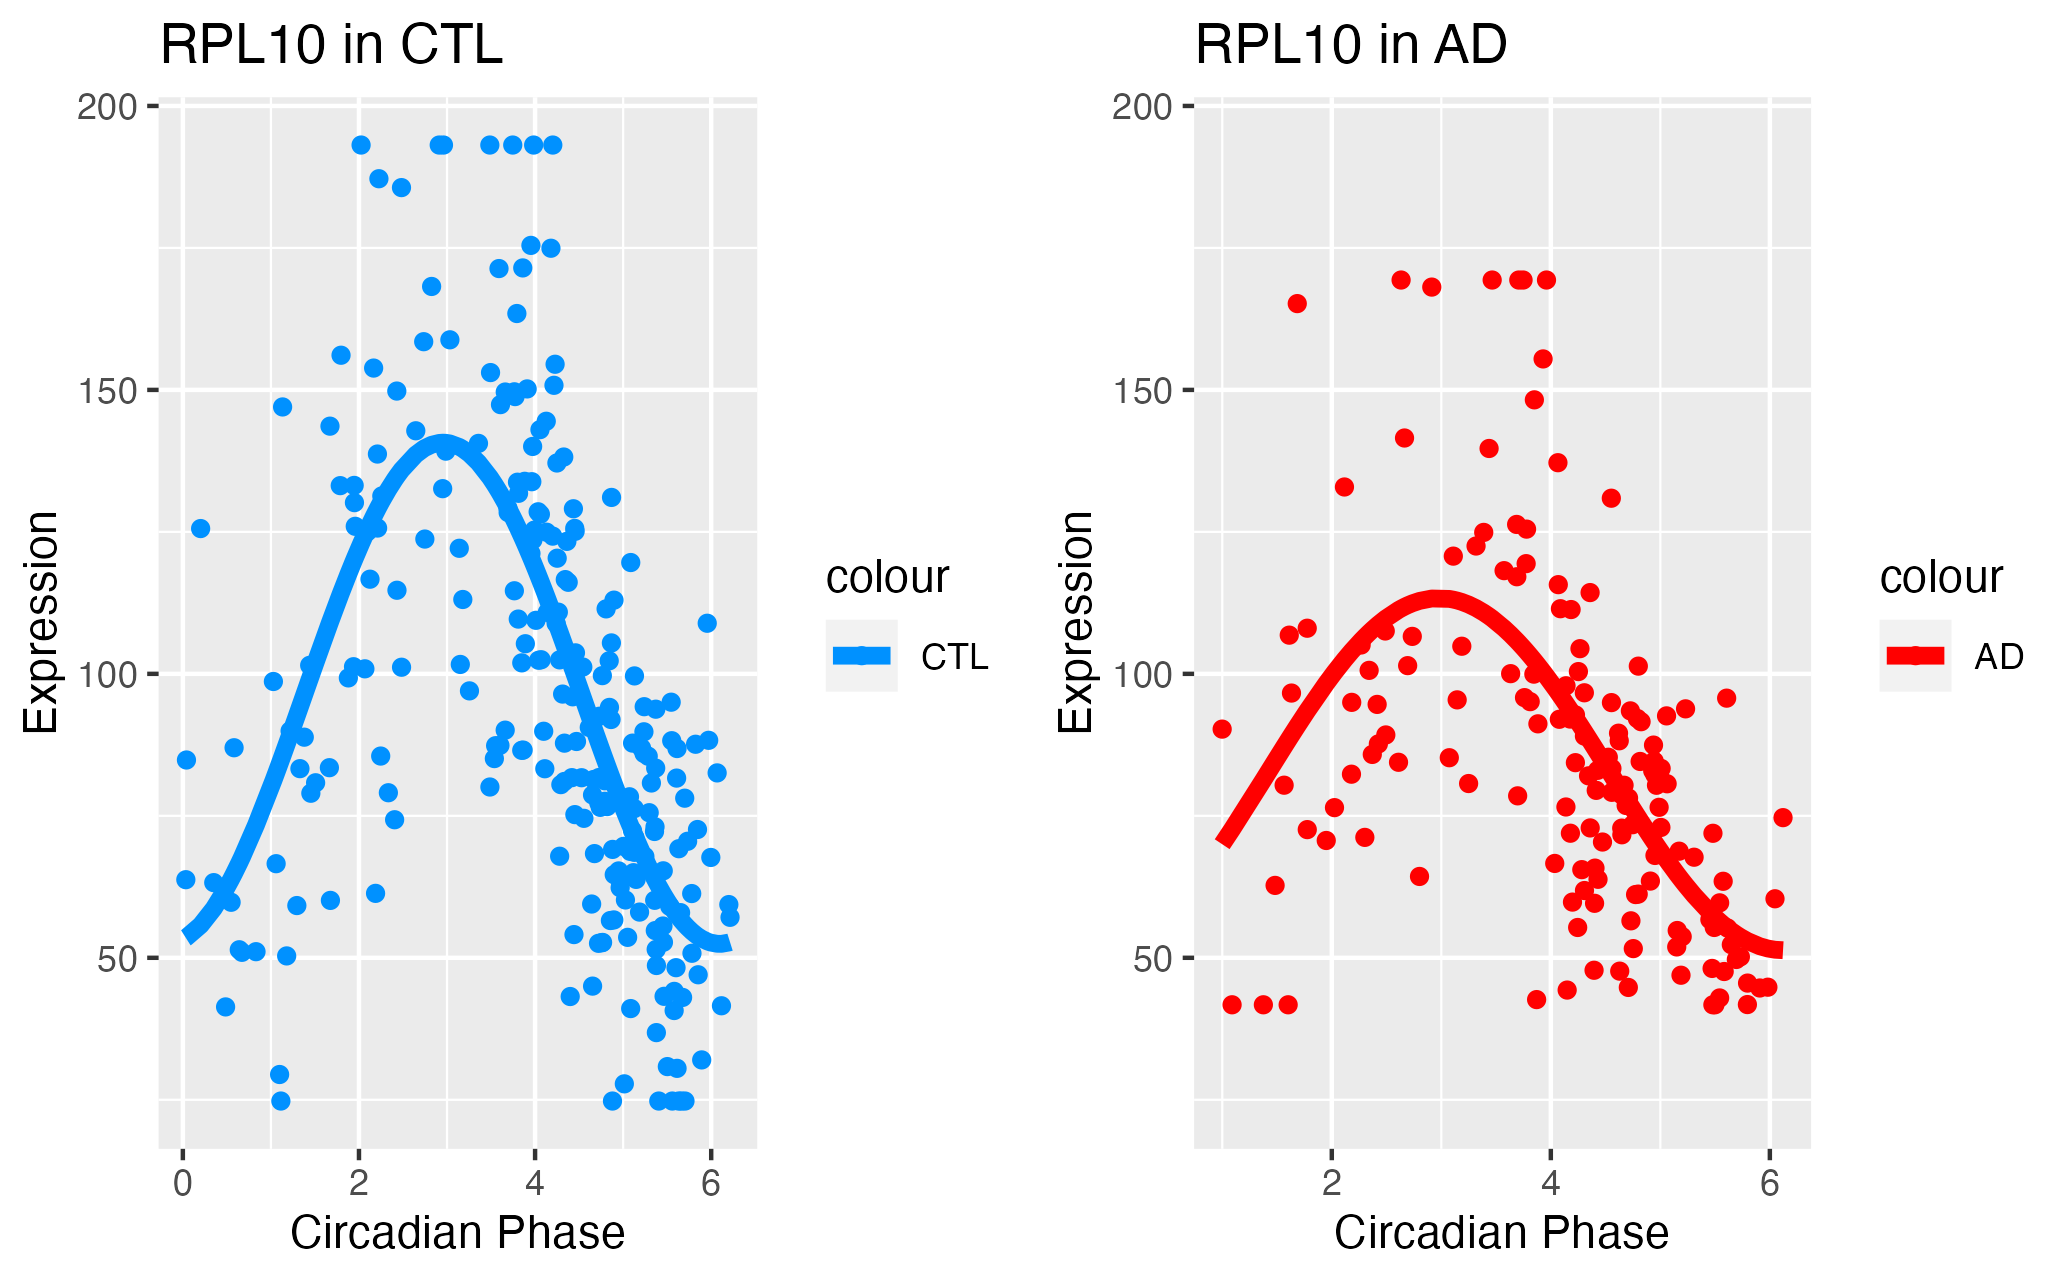 RPL10 in CTL
200
150
100
50
Expression
0 2 4 6
Circadian Phase
colour
CTL
RPL10 in AD
200
150
100
50
Expression
2 4 6
Circadian Phase
colour
AD